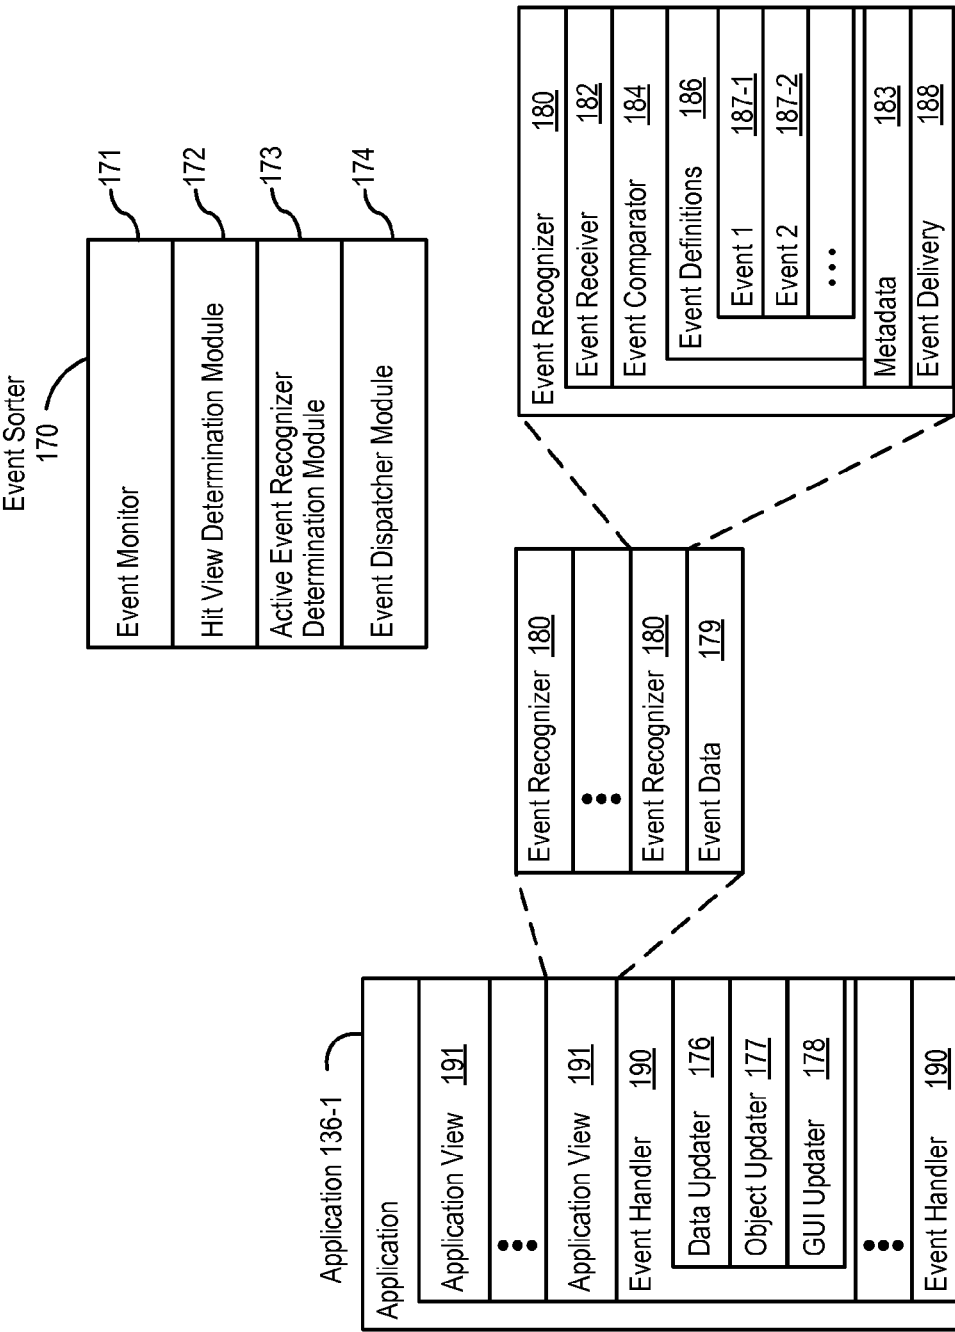 Event Sorter
170
Event Monitor
171
Hit View Determination Module
172
Active Event Recognizer
Determination Module
173
Event Dispatcher Module
174
Application 136-1
Application
Application View 191
•••
Application View 191
Event Handler 190
Data Updater 176
Object Updater 177
GUI Updater 178
•••
Event Handler 190
Event Recognizer 180
•••
Event Recognizer 180
Event Data 179
Event Recognizer 180
Event Receiver 182
Event Comparator 184
Event Definitions 186
Event 1 187-1
Event 2 187-2
•••
Metadata 183
Event Delivery 188